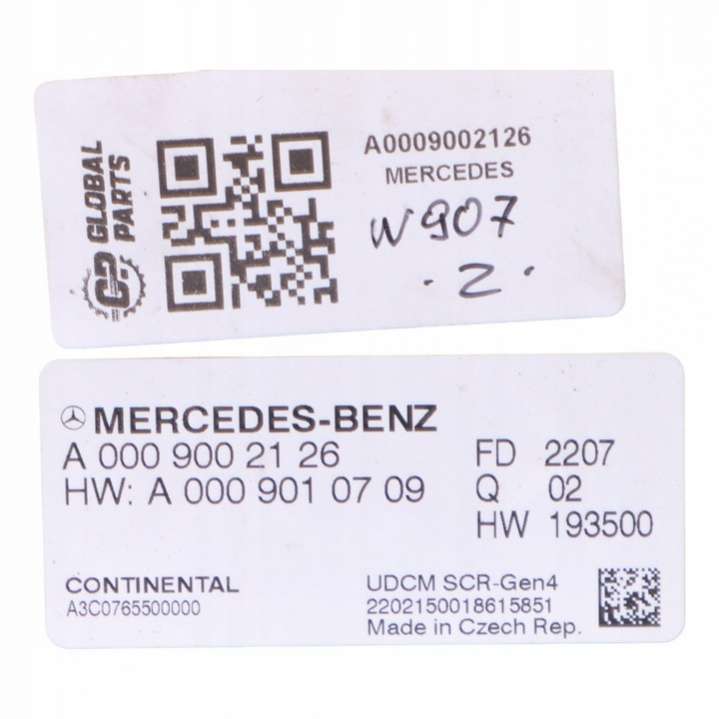 GLOBAL
PARTS
A0009002126
MERCEDES
W907
. 2 .
MERCEDES-BENZ
A 000 900 21 26
HW: A 000 901 07 09
FD 2207
Q 02
HW 193500
CONTINENTAL
A3C0765500000
UDCM SCR-Gen4
2202150018615851
Made in Czech Rep.